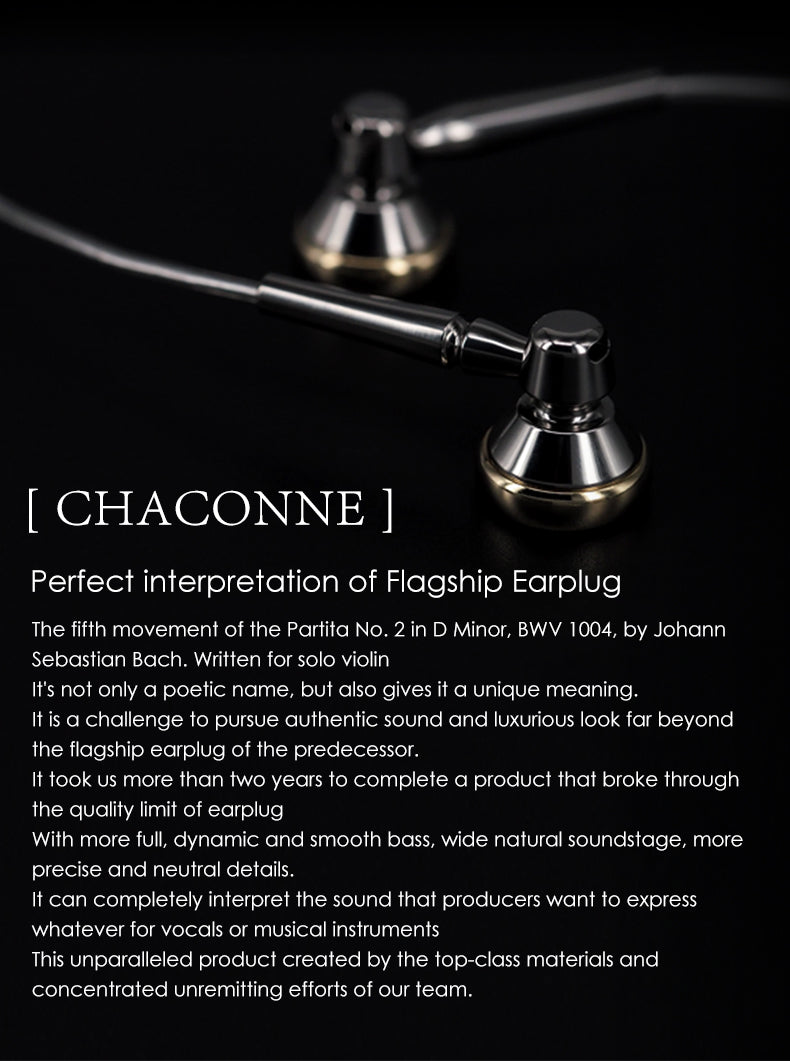 [ CHACONNE ]
Perfect interpretation of Flagship Earplug
The fifth movement of the Partita No. 2 in D Minor, BWV 1004, by Johann
Sebastian Bach. Written for solo violin
It's not only a poetic name, but also gives it a unique meaning.
It is a challenge to pursue authentic sound and luxurious look far beyond
the flagship earplug of the predecessor.
It took us more than two years to complete a product that broke through
the quality limit of earplug
With more full, dynamic and smooth bass, wide natural soundstage, more
precise and neutral details.
It can completely interpret the sound that producers want to express
whatever for vocals or musical instruments
This unparalleled product created by the top-class materials and
concentrated unremitting efforts of our team.